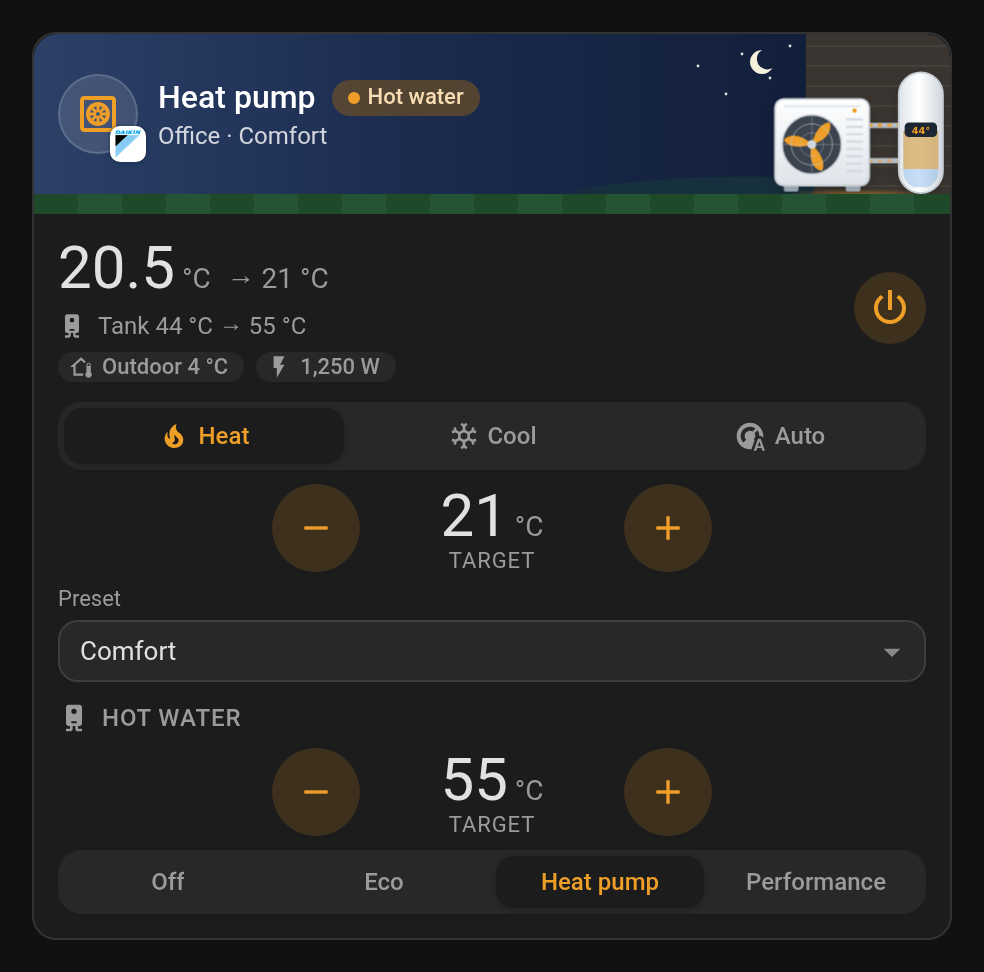 Heat pump
Hot water
Office · Comfort
DAIKIN
44°
20.5 °C → 21 °C
Tank 44 °C → 55 °C
Outdoor 4 °C
1,250 W
Heat
Cool
Auto
21 °C
TARGET
Preset
Comfort
HOT WATER
55 °C
TARGET
Off
Eco
Heat pump
Performance